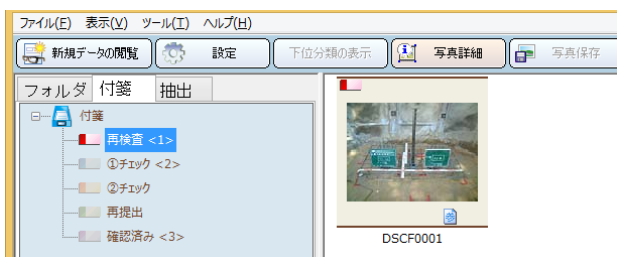 ファイル(F) 表示(V) ツール(T) ヘルプ(H)
新規データの閲覧 設定 下位分類の表示 写真詳細 写真保存
フォルダ 付箋 抽出
付箋
再検査 <1>
①チェック <2>
②チェック
再提出
確認済み <3>
DSCF0001